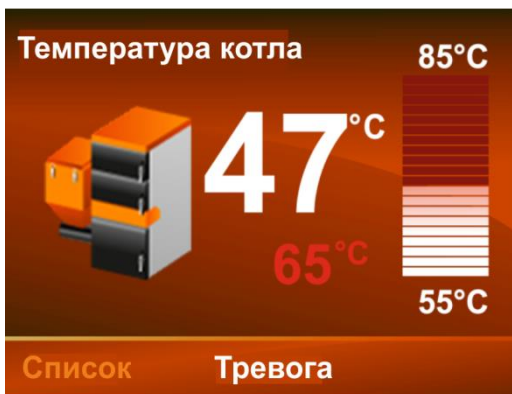 Температура котла
85°C
47°C
65°C
55°C
Список
Тревога